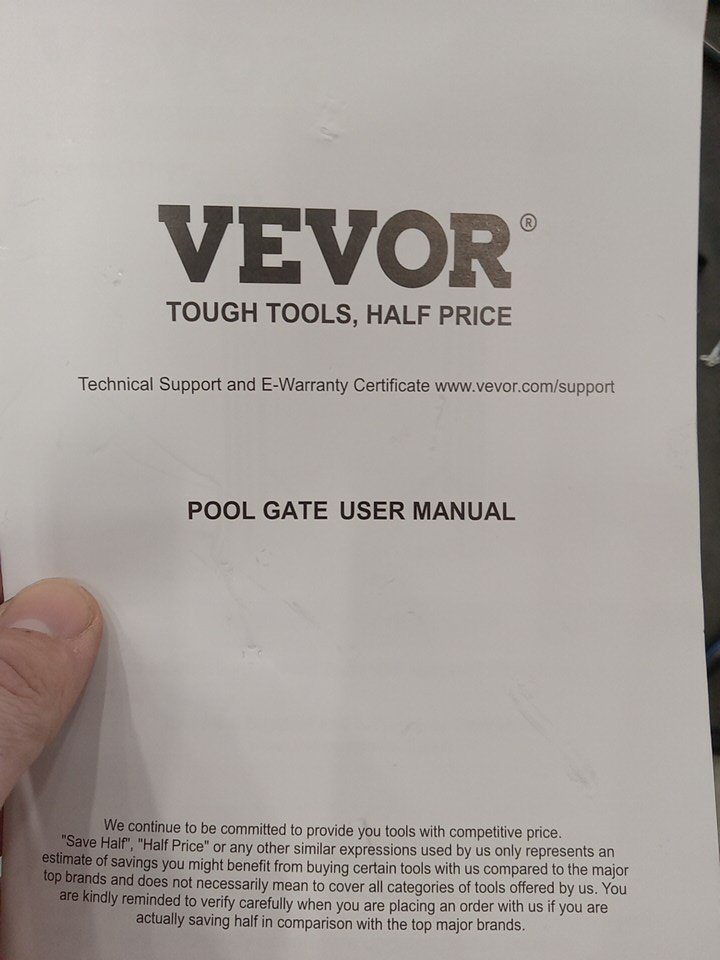 VEVOR®
TOUGH TOOLS, HALF PRICE
Technical Support and E-Warranty Certificate www.vevor.com/support
POOL GATE USER MANUAL
We continue to be committed to provide you tools with competitive price.
"Save Half", "Half Price" or any other similar expressions used by us only represents an
estimate of savings you might benefit from buying certain tools with us compared to the major
top brands and does not necessarily mean to cover all categories of tools offered by us. You
are kindly reminded to verify carefully when you are placing an order with us if you are
actually saving half in comparison with the top major brands.